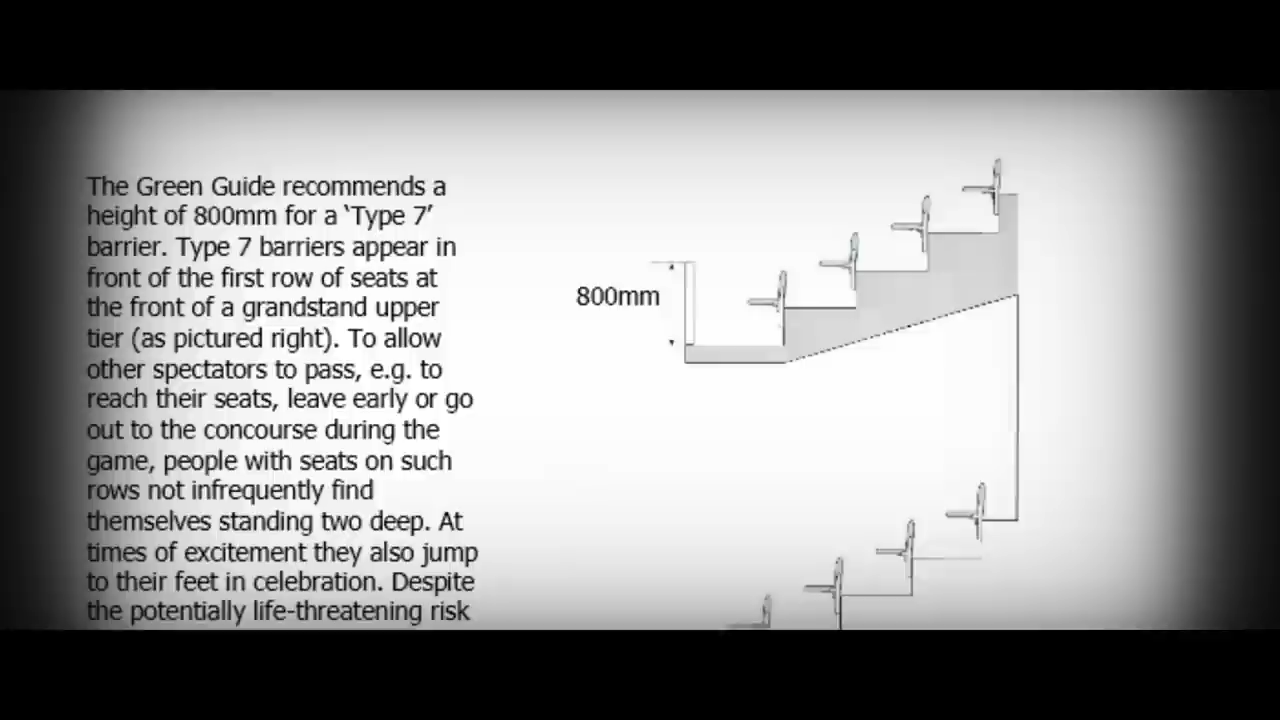 The Green Guide recommends a
height of 800mm for a ‘Type 7’
barrier. Type 7 barriers appear in
front of the first row of seats at
the front of a grandstand upper
tier (as pictured right). To allow
other spectators to pass, e.g. to
reach their seats, leave early or go
out to the concourse during the
game, people with seats on such
rows not infrequently find
themselves standing two deep. At
times of excitement they also jump
to their feet in celebration. Despite
the potentially life-threatening risk
800mm